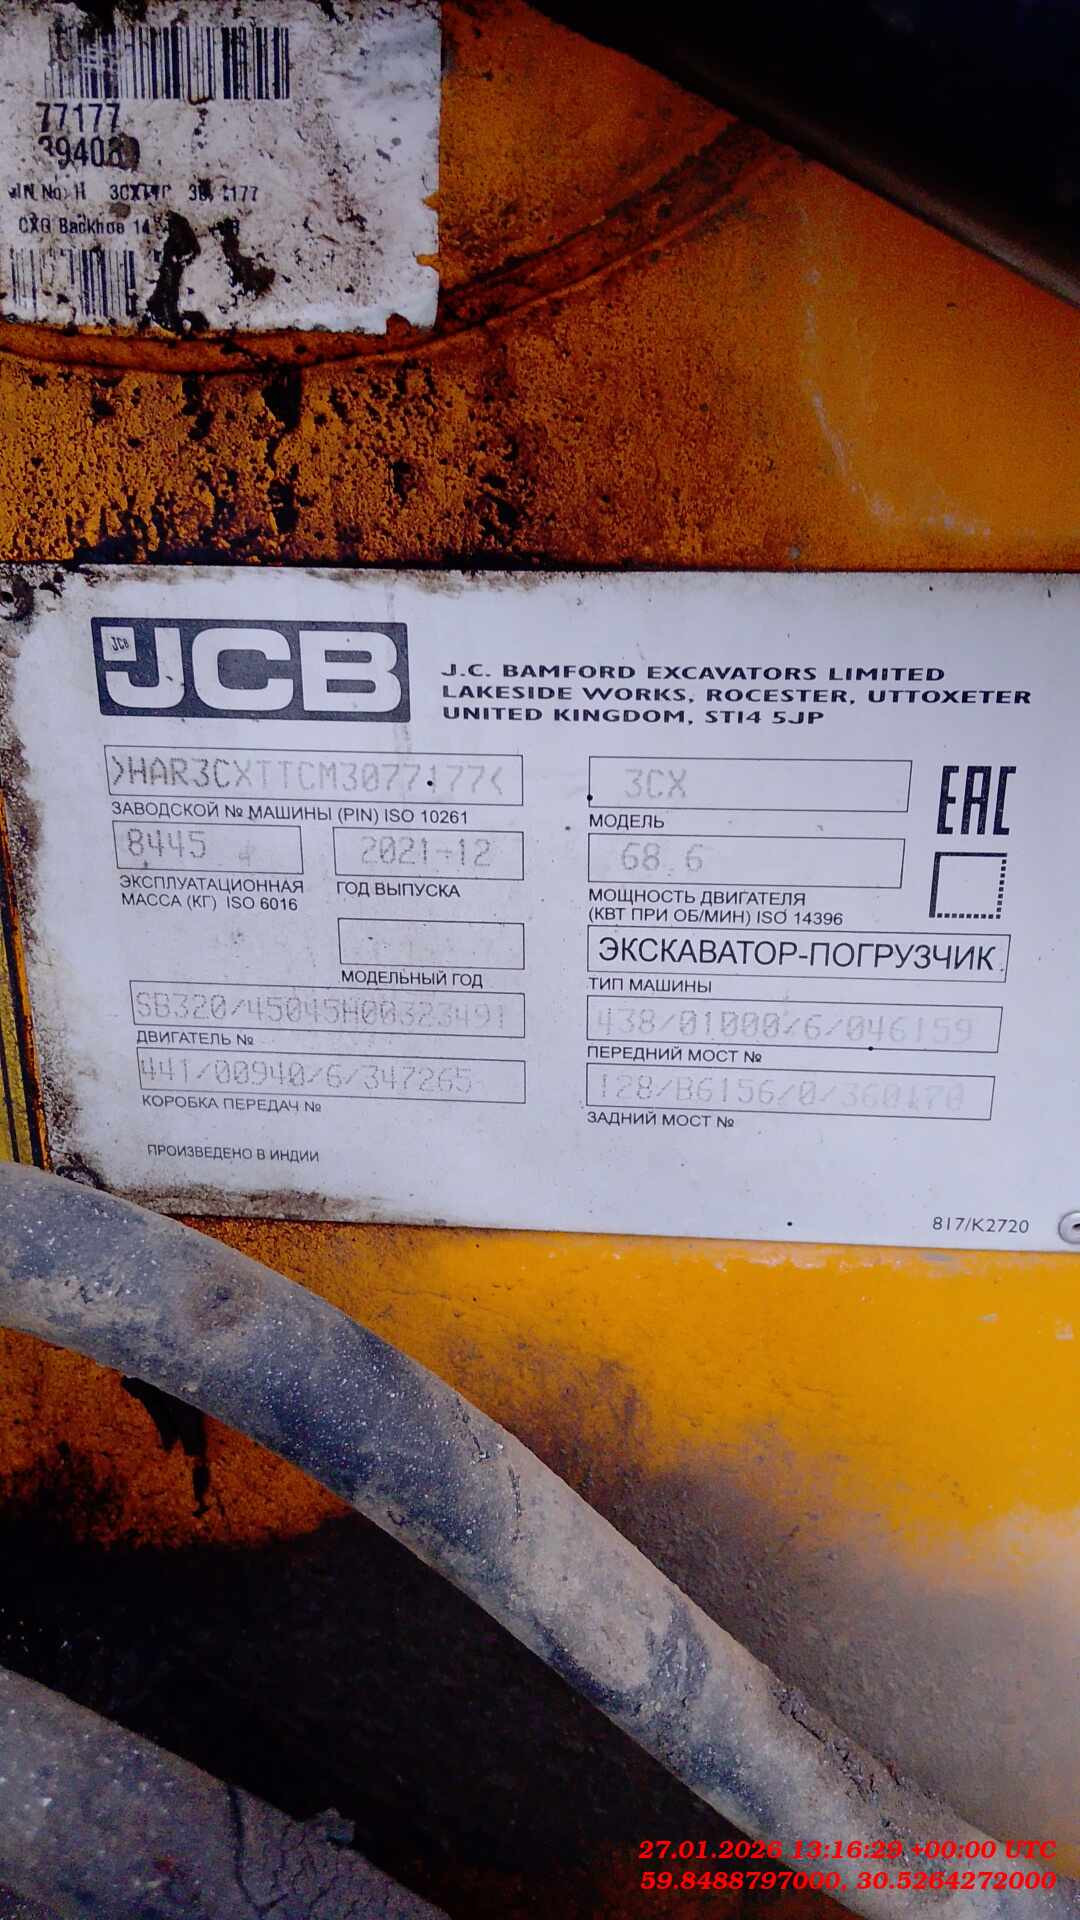 77177
JCB
JCB
J.C. BAMFORD EXCAVATORS LIMITED
LAKESIDE WORKS, ROCESTER, UTTOXETER
UNITED KINGDOM, ST14 5JP
>HAR3CXTTCM3077177<
ЗАВОДСКОЙ № МАШИНЫ (PIN) ISO 10261
3CX
МОДЕЛЬ
EAC
8445
ЭКСПЛУАТАЦИОННАЯ
МАССА (КГ) ISO 6016
2021-12
ГОД ВЫПУСКА
68.6
МОЩНОСТЬ ДВИГАТЕЛЯ
(КВТ ПРИ ОБ/МИН) ISO 14396
МОДЕЛЬНЫЙ ГОД
ЭКСКАВАТОР-ПОГРУЗЧИК
ТИП МАШИНЫ
SB320/45045H00323491
ДВИГАТЕЛЬ №
438/01000/6/046159
ПЕРЕДНИЙ МОСТ №
441/00940/6/347265
КОРОБКА ПЕРЕДАЧ №
128/B6156/0/360170
ЗАДНИЙ МОСТ №
ПРОИЗВЕДЕНО В ИНДИИ
817/K2720
27.01.2026 13:16:29 +00:00 UTC
59.8488797000, 30.5264272000